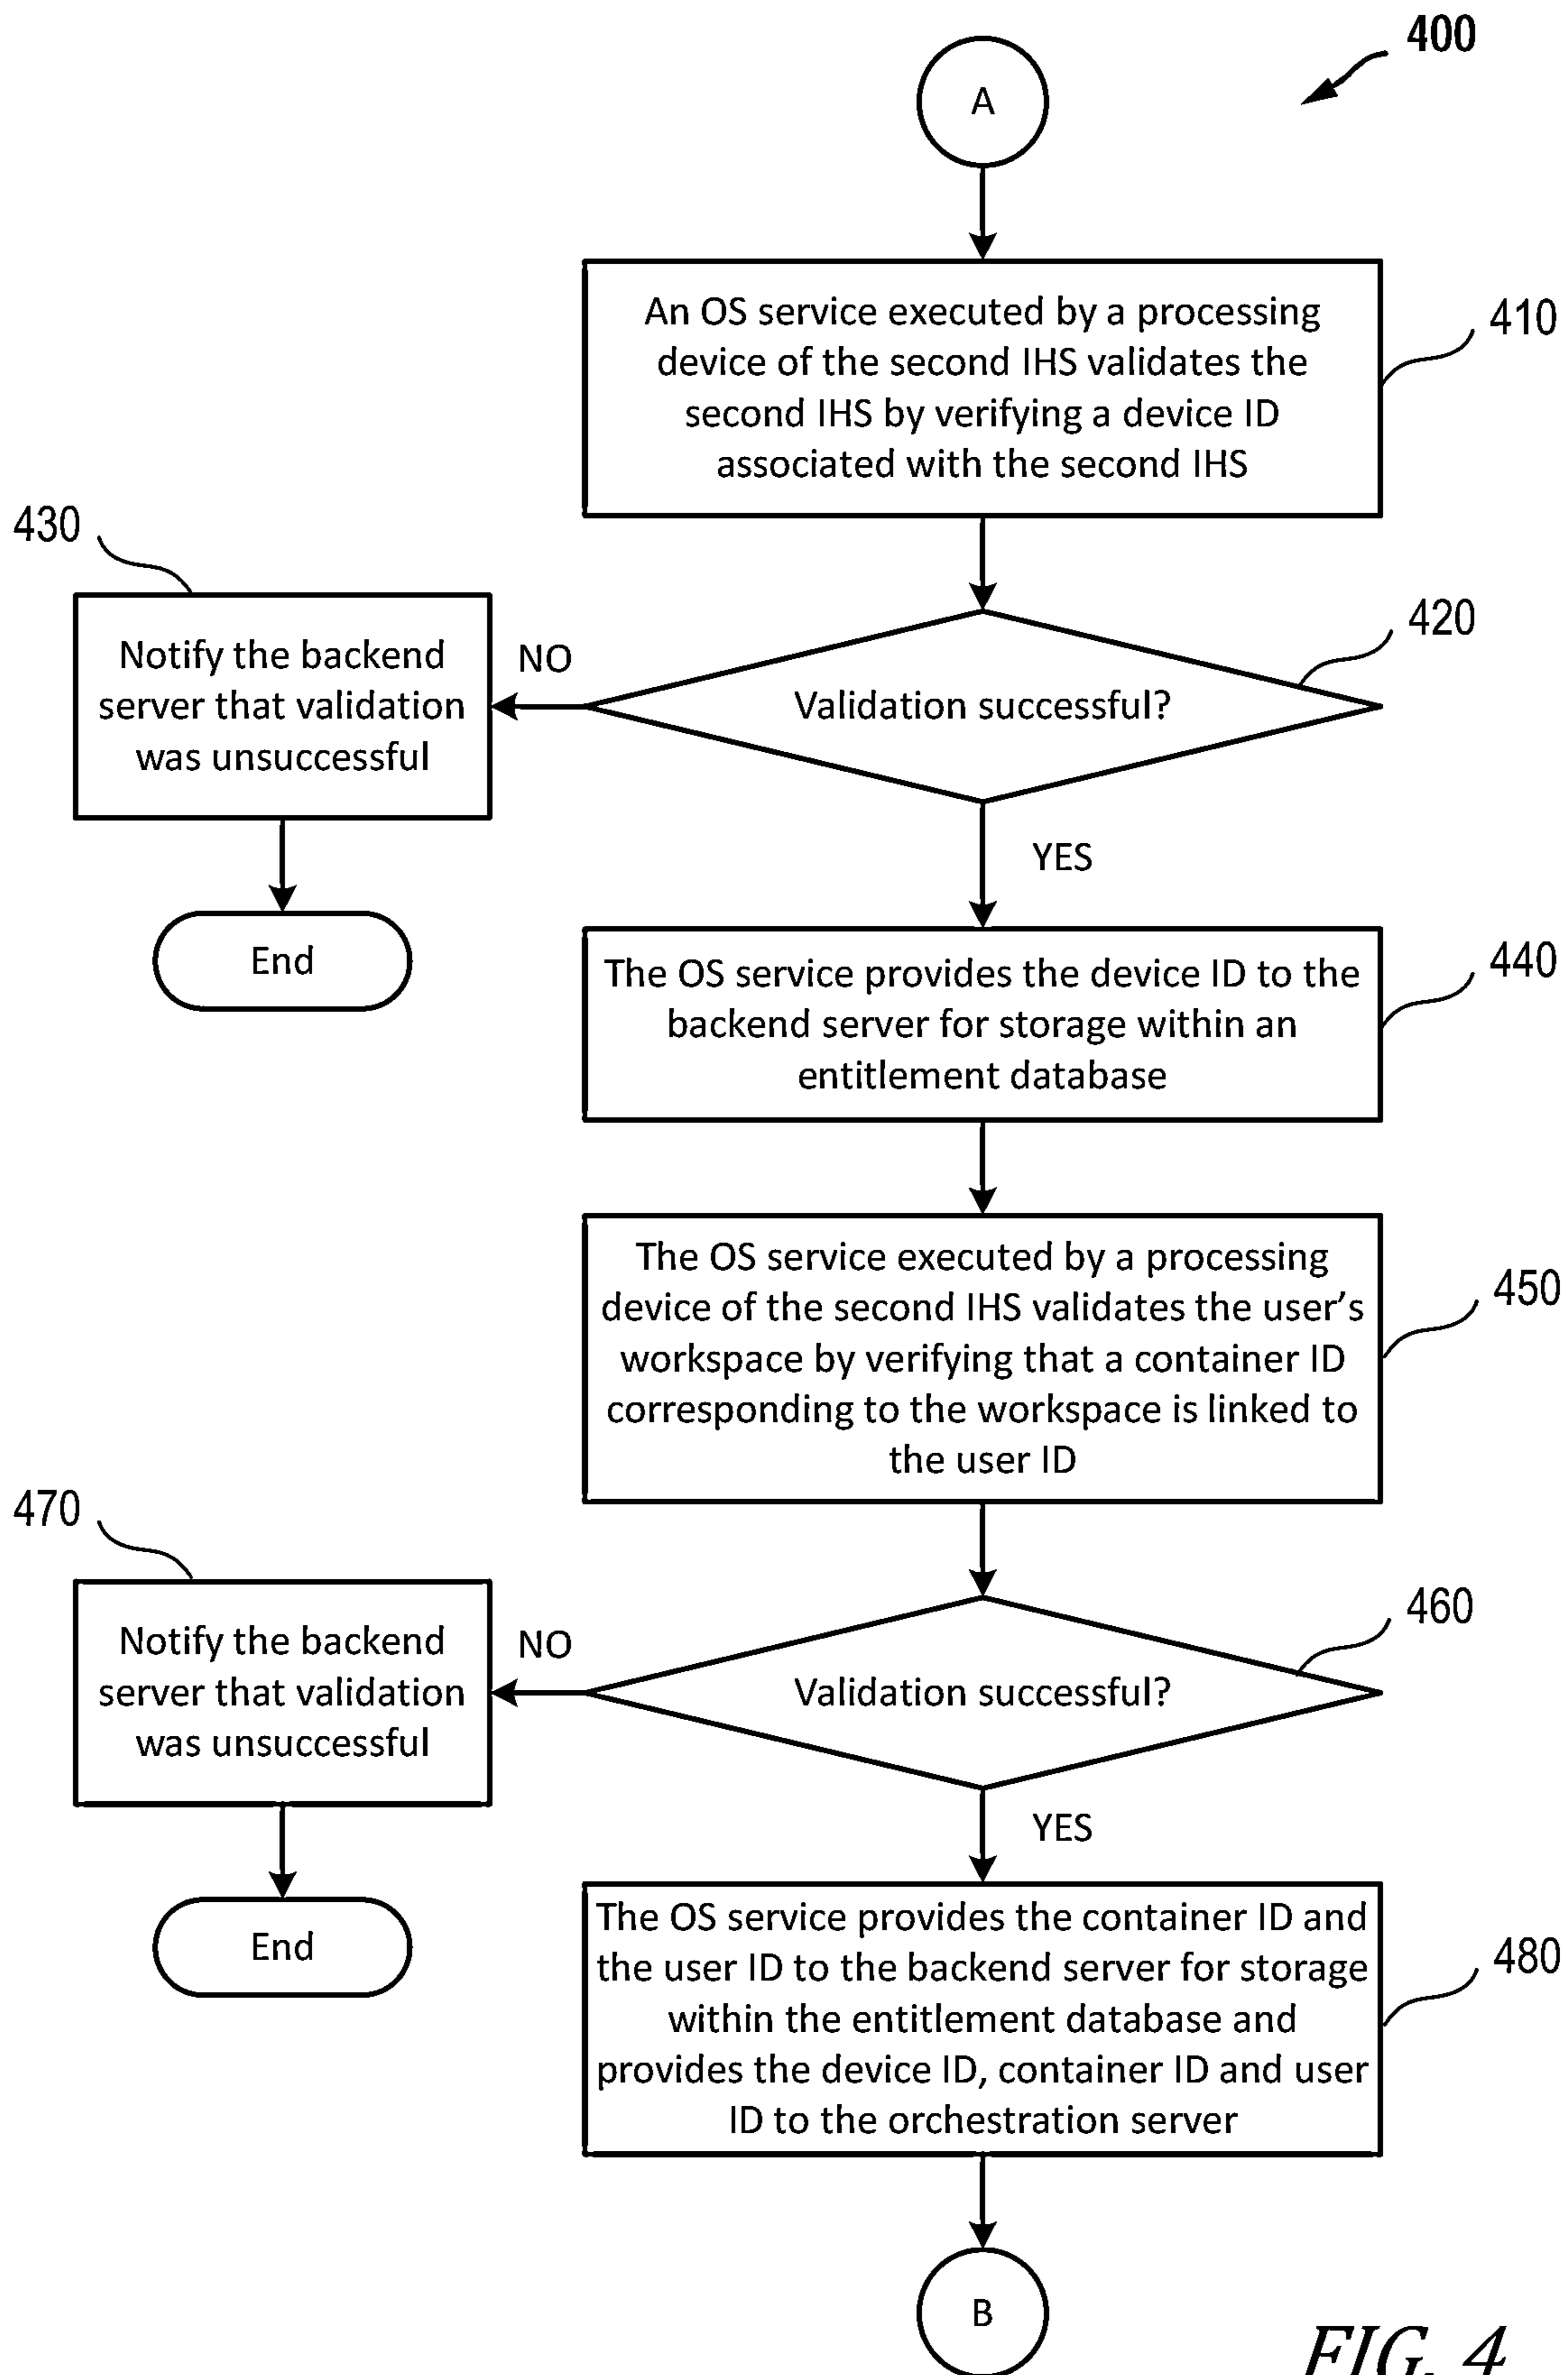 400
A
An OS service executed by a processing
device of the second IHS validates the
second IHS by verifying a device ID
associated with the second IHS
410
430
Notify the backend
server that validation
was unsuccessful
NO
Validation successful?
420
YES
End
The OS service provides the device ID to the
backend server for storage within an
entitlement database
440
The OS service executed by a processing
device of the second IHS validates the user’s
workspace by verifying that a container ID
corresponding to the workspace is linked to
the user ID
450
470
Notify the backend
server that validation
was unsuccessful
NO
Validation successful?
460
YES
End
The OS service provides the container ID and
the user ID to the backend server for storage
within the entitlement database and
provides the device ID, container ID and user
ID to the orchestration server
480
B
FIG. 4